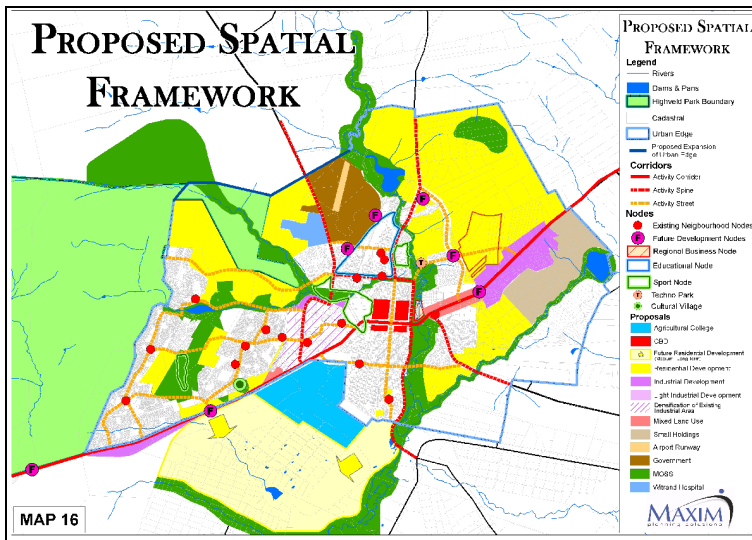 PROPOSED SPATIAL
FRAMEWORK
MAP 16
F
F
F
F
F
F
F
T
PROPOSED SPATIAL
FRAMEWORK
Legend
Rivers
Dams & Pans
Highveld Park Boundary
Cadastral
Urban Edge
Proposed Expansion
of Urban Edge
Corridors
Activity Corridor
Activity Spine
Activity Street
Nodes
Existing Neighbourhood Nodes
F Future Development Nodes
Regional Business Node
Educational Node
Sport Node
T Techno Park
Cultural Village
Proposals
Agricultural College
CBD
Future Residential Development
Residential Development
Industrial Development
Light Industrial Development
Densification of Existing
Industrial Area
Mixed Land Use
Small Holdings
Airport Runway
Government
MOSS
Witrand Hospital
MAXIM
planning solutions